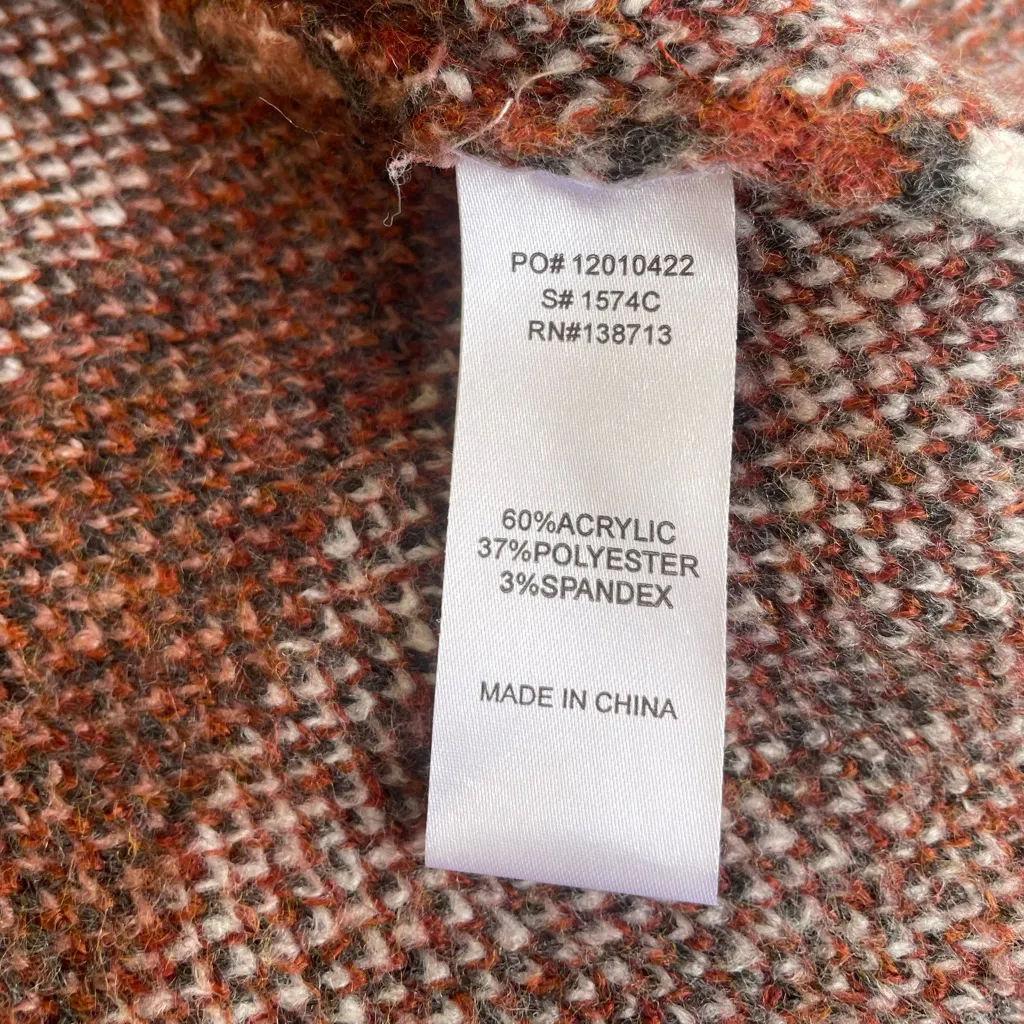 PO# 12010422
S# 1574C
RN#138713
60%ACRYLIC
37%POLYESTER
3%SPANDEX
MADE IN CHINA